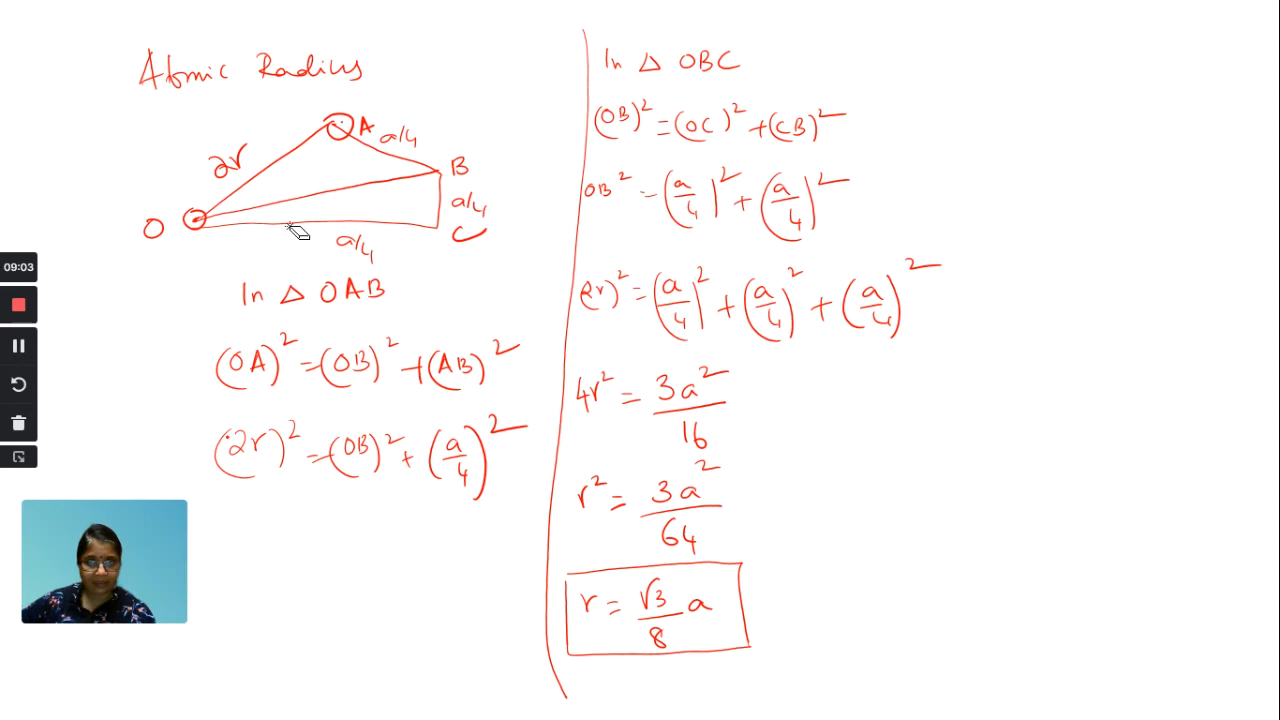 Atomic Radius
A
a/4
2r
B
a/4
O
C
a/4
In △ OAB
(OA)² = (OB)² + (AB)²
(2r)² = (OB)² + (a/4)²
In △ OBC
(OB)² = (OC)² + (CB)²
OB² = (a/4)² + (a/4)²
(2r)² = (a/4)² + (a/4)² + (a/4)²
4r² = 3a²/16
r² = 3a²/64
r = √3/8 a
09:03